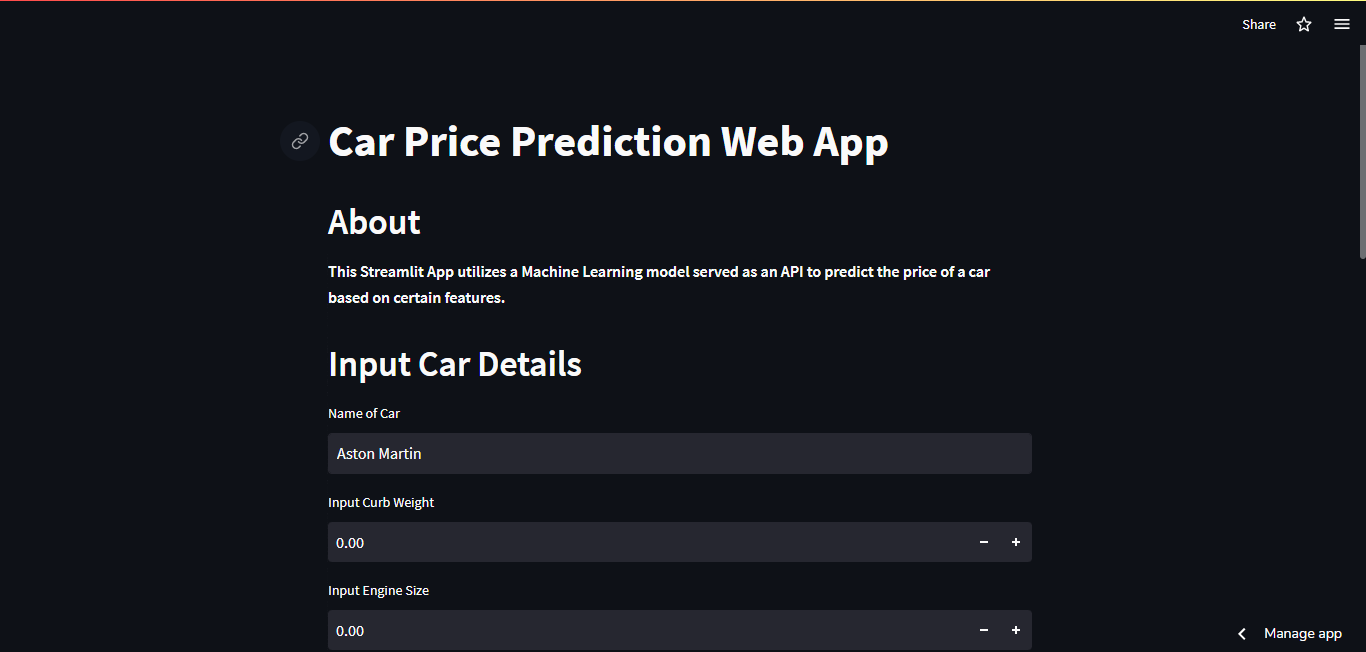 Share
Car Price Prediction Web App
About
This Streamlit App utilizes a Machine Learning model served as an API to predict the price of a car
based on certain features.
Input Car Details
Name of Car
Aston Martin
Input Curb Weight
0.00
Input Engine Size
0.00
Manage app